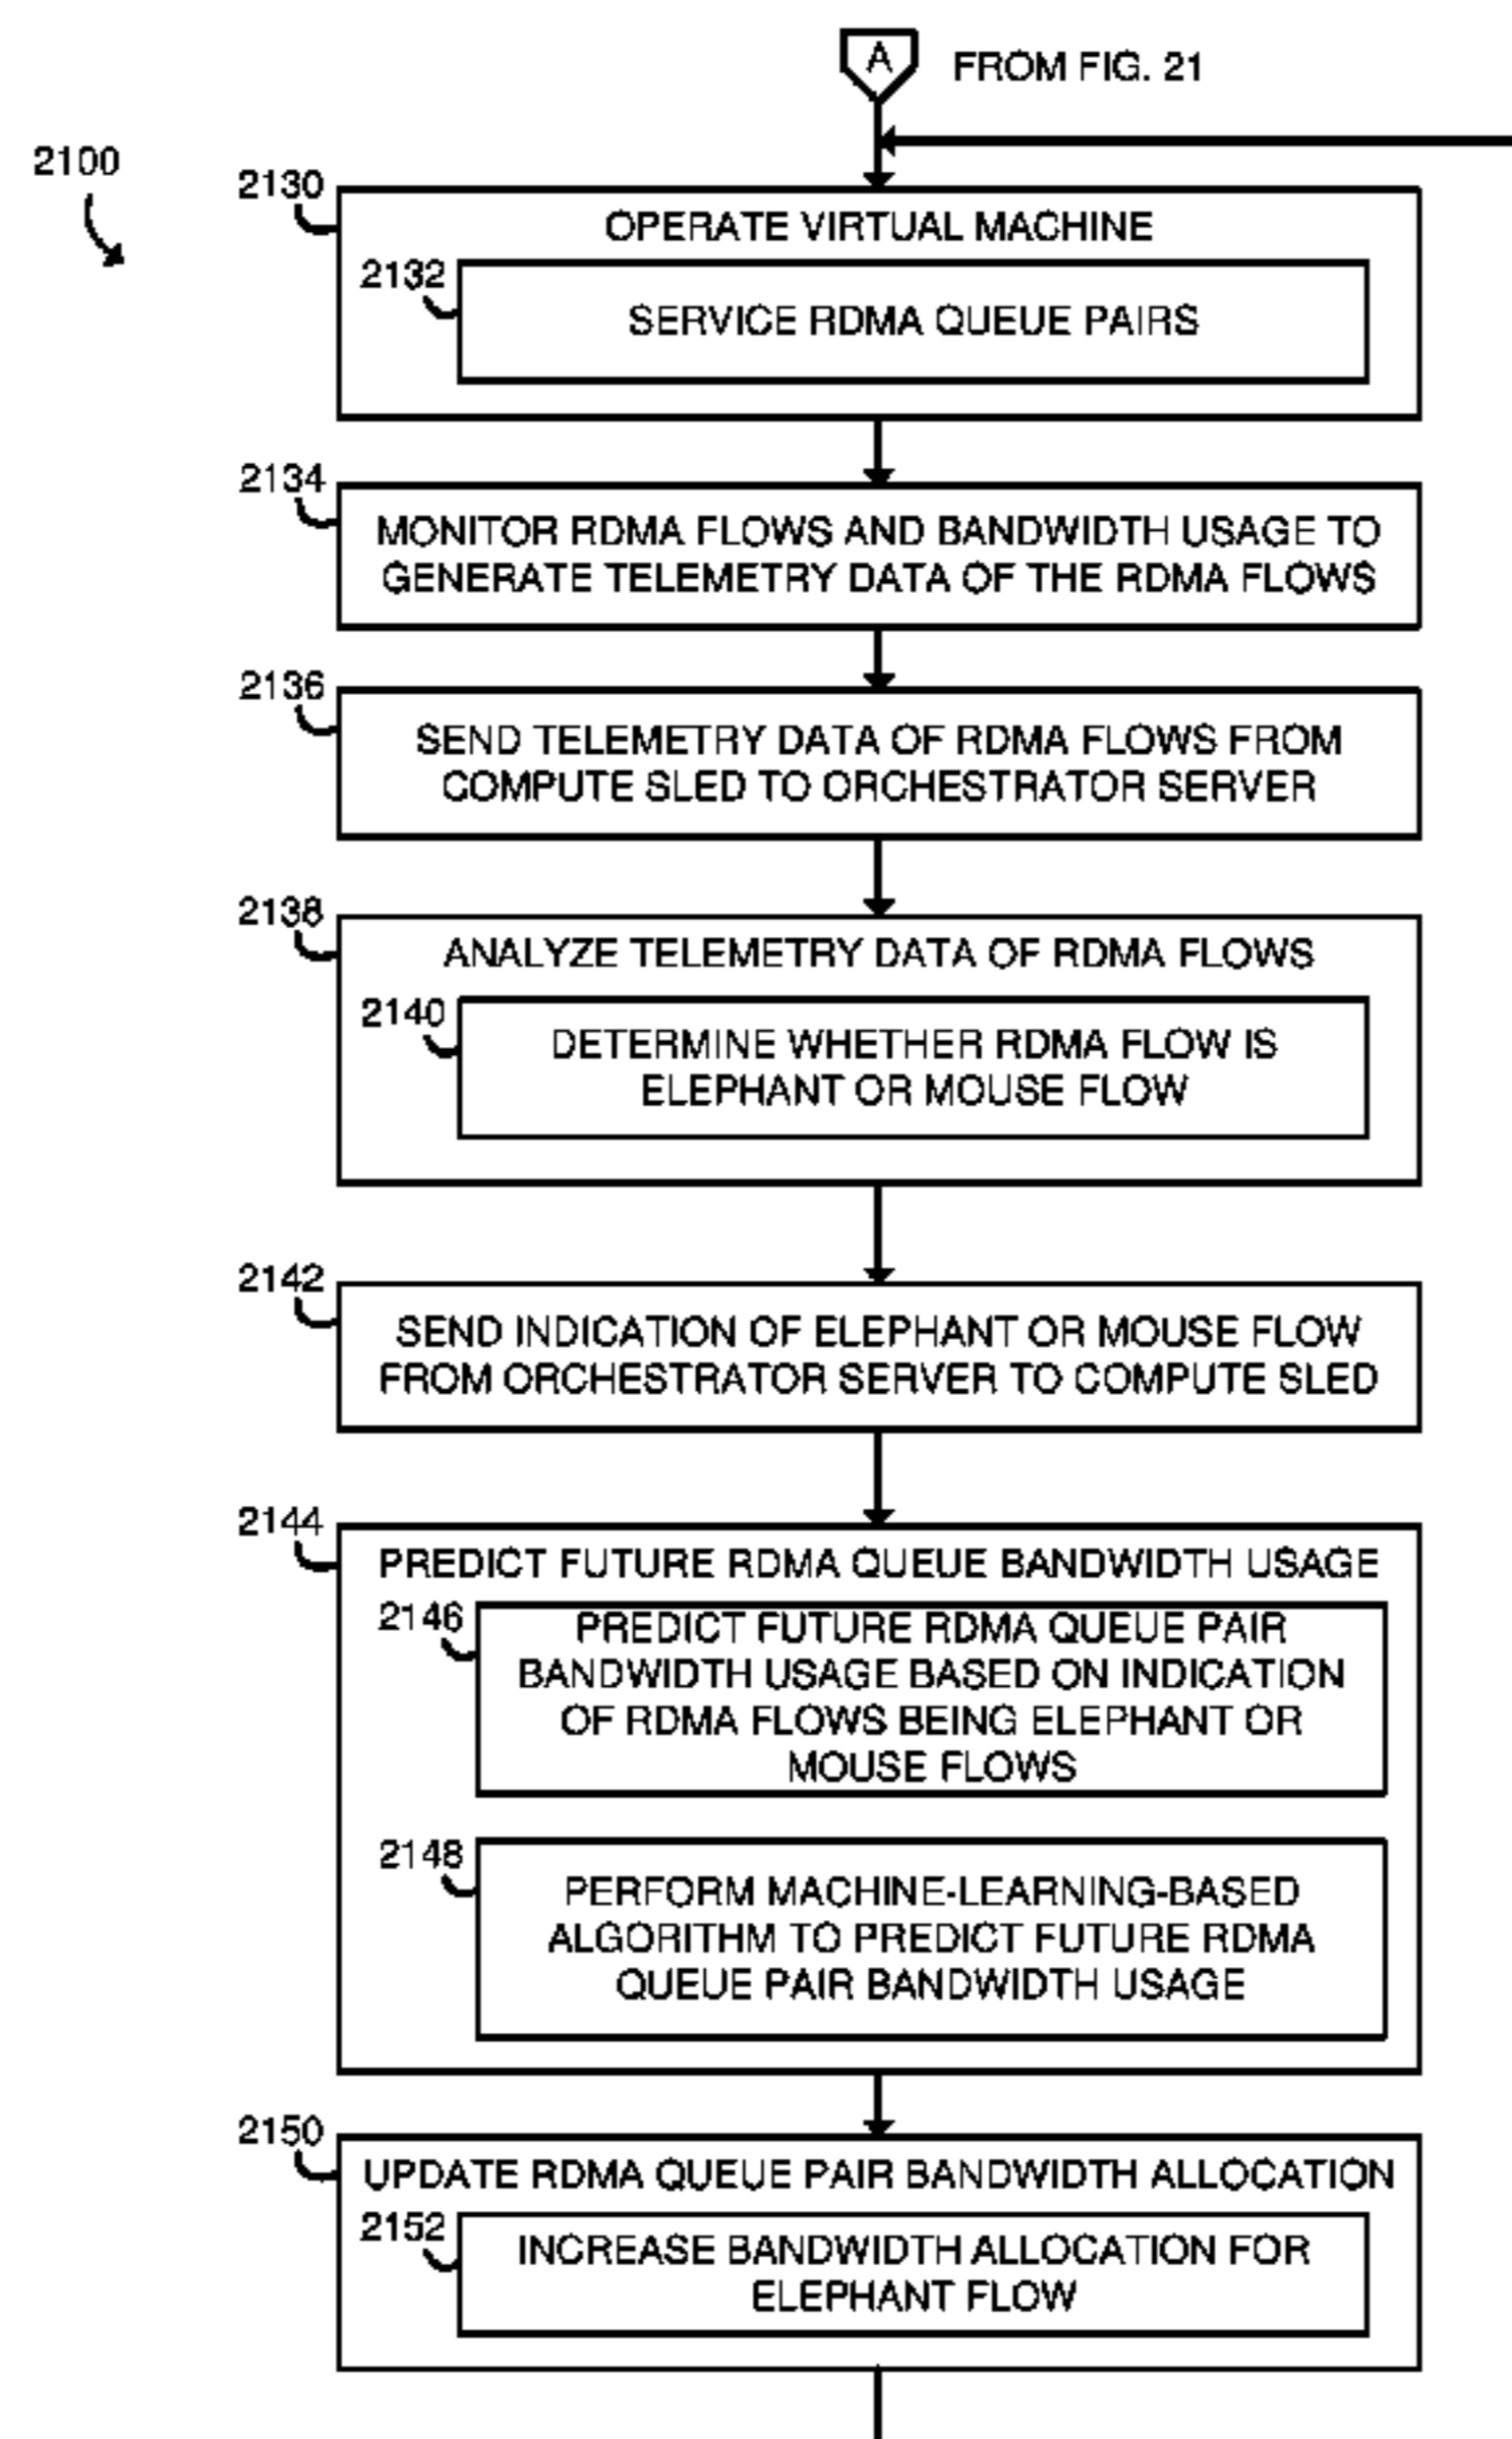 A
FROM FIG. 21
2100
2130
OPERATE VIRTUAL MACHINE
2132
SERVICE RDMA QUEUE PAIRS
2134
MONITOR RDMA FLOWS AND BANDWIDTH USAGE TO
GENERATE TELEMETRY DATA OF THE RDMA FLOWS
2136
SEND TELEMETRY DATA OF RDMA FLOWS FROM
COMPUTE SLED TO ORCHESTRATOR SERVER
2138
ANALYZE TELEMETRY DATA OF RDMA FLOWS
2140
DETERMINE WHETHER RDMA FLOW IS
ELEPHANT OR MOUSE FLOW
2142
SEND INDICATION OF ELEPHANT OR MOUSE FLOW
FROM ORCHESTRATOR SERVER TO COMPUTE SLED
2144
PREDICT FUTURE RDMA QUEUE BANDWIDTH USAGE
2146
PREDICT FUTURE RDMA QUEUE PAIR
BANDWIDTH USAGE BASED ON INDICATION
OF RDMA FLOWS BEING ELEPHANT OR
MOUSE FLOWS
2148
PERFORM MACHINE-LEARNING-BASED
ALGORITHM TO PREDICT FUTURE RDMA
QUEUE PAIR BANDWIDTH USAGE
2150
UPDATE RDMA QUEUE PAIR BANDWIDTH ALLOCATION
2152
INCREASE BANDWIDTH ALLOCATION FOR
ELEPHANT FLOW